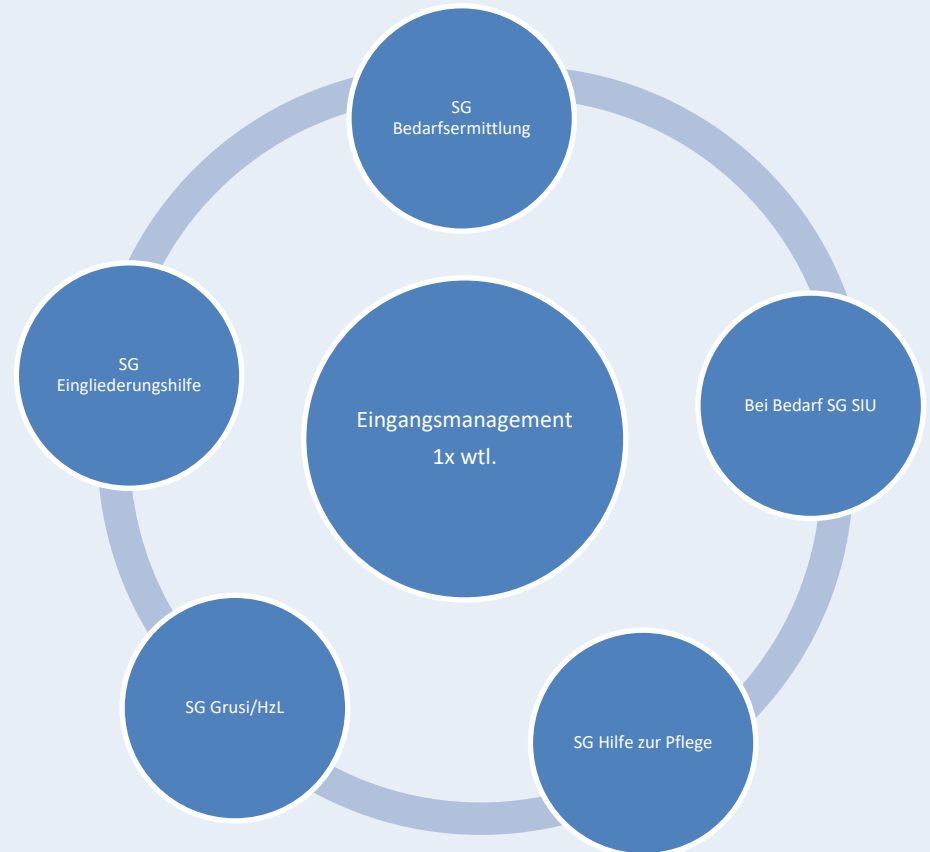 SG
Bedarfsermittlung
SG
Eingliederungshilfe
Eingangsmanagement
1x wtl.
Bei Bedarf SG SIU
SG Grusi/HzL
SG Hilfe zur Pflege